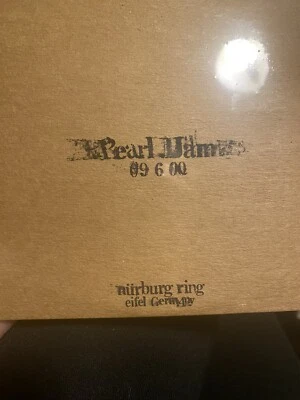 Pearl Jam
09 6 00
nürburg ring
eifel Germany